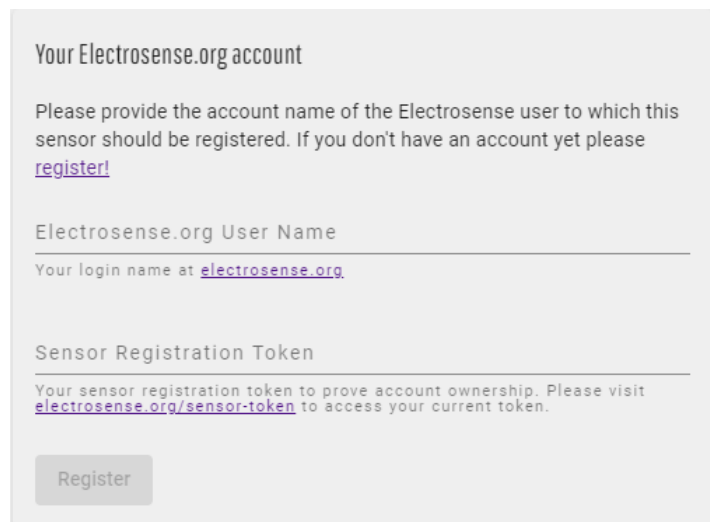 Your Electrosense.org account
Please provide the account name of the Electrosense user to which this
sensor should be registered. If you don't have an account yet please
register!
Electrosense.org User Name
Your login name at electrosense.org
Sensor Registration Token
Your sensor registration token to prove account ownership. Please visit
electrosense.org/sensor-token to access your current token.
Register